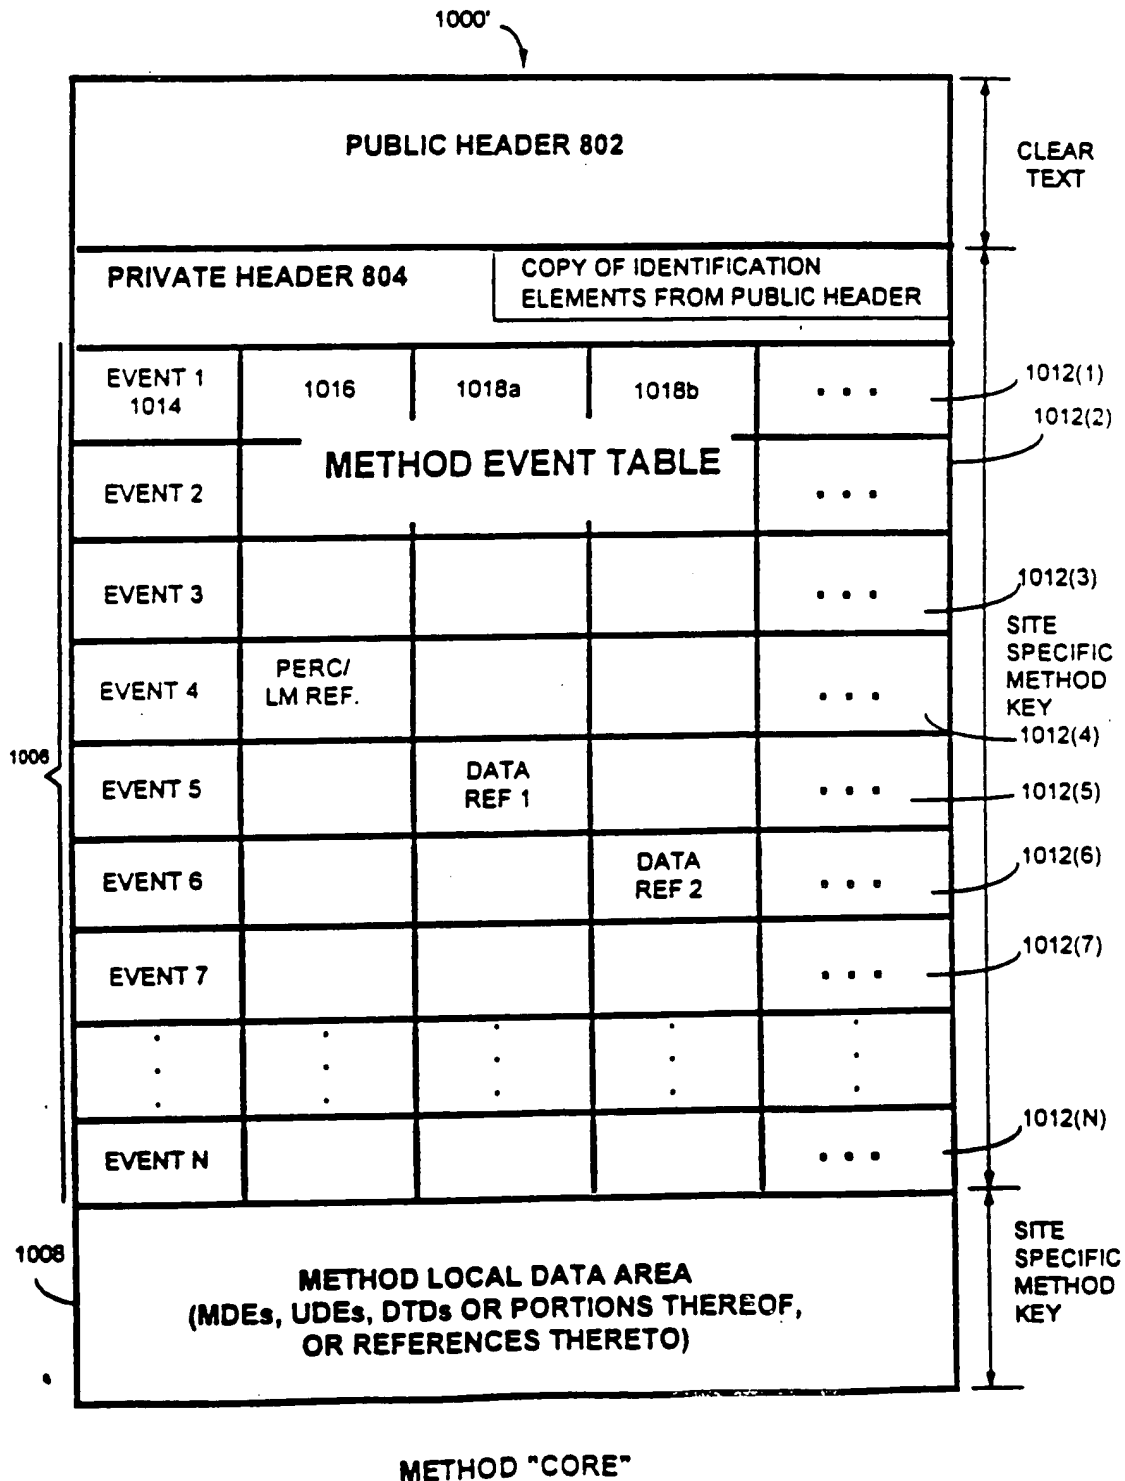 1000'
PUBLIC HEADER 802
CLEAR
TEXT
PRIVATE HEADER 804
COPY OF IDENTIFICATION
ELEMENTS FROM PUBLIC HEADER
EVENT 1
1014
1016
1018a
1018b
• • •
1012(1)
1012(2)
METHOD EVENT TABLE
EVENT 2
• • •
EVENT 3
• • •
1012(3)
SITE
SPECIFIC
METHOD
KEY
EVENT 4
PERC/
LM REF.
• • •
1012(4)
1006
EVENT 5
DATA
REF 1
• • •
1012(5)
EVENT 6
DATA
REF 2
• • •
1012(6)
EVENT 7
• • •
1012(7)
EVENT N
• • •
1012(N)
1008
METHOD LOCAL DATA AREA
(MDEs, UDEs, DTDs OR PORTIONS THEREOF,
OR REFERENCES THERETO)
SITE
SPECIFIC
METHOD
KEY
METHOD "CORE"